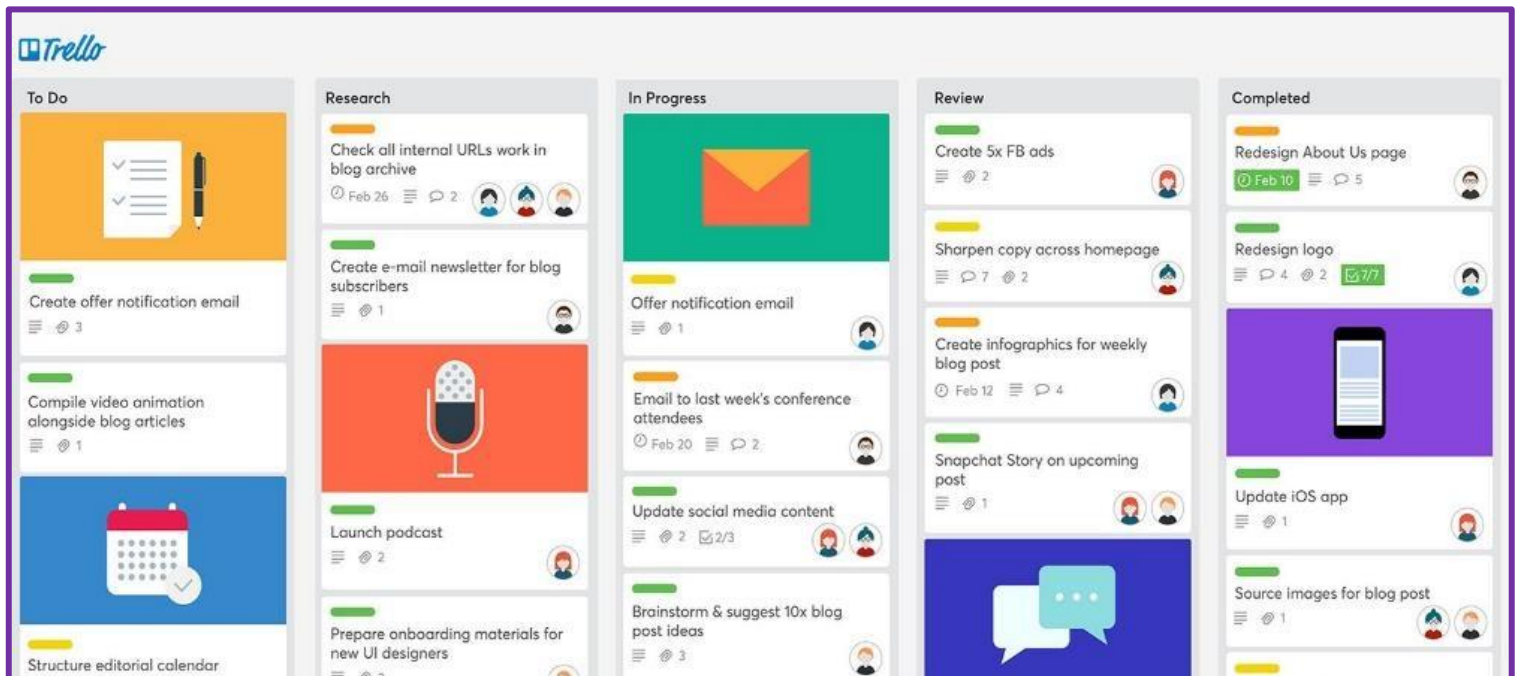 Trello
To Do
Create offer notification email
3
Compile video animation
alongside blog articles
1
Structure editorial calendar
Research
Check all internal URLs work in
blog archive
Feb 26 2
Create e-mail newsletter for blog
subscribers
1
Launch podcast
2
Prepare onboarding materials for
new UI designers
In Progress
Offer notification email
1
Email to last week's conference
attendees
Feb 20 2
Update social media content
2 2/3
Brainstorm & suggest 10x blog
post ideas
3
Review
Create 5x FB ads
2
Sharpen copy across homepage
7 2
Create infographics for weekly
blog post
Feb 12 4
Snapchat Story on upcoming
post
1
Completed
Redesign About Us page
Feb 10 5
Redesign logo
4 2 7/7
Update iOS app
1
Source images for blog post
1